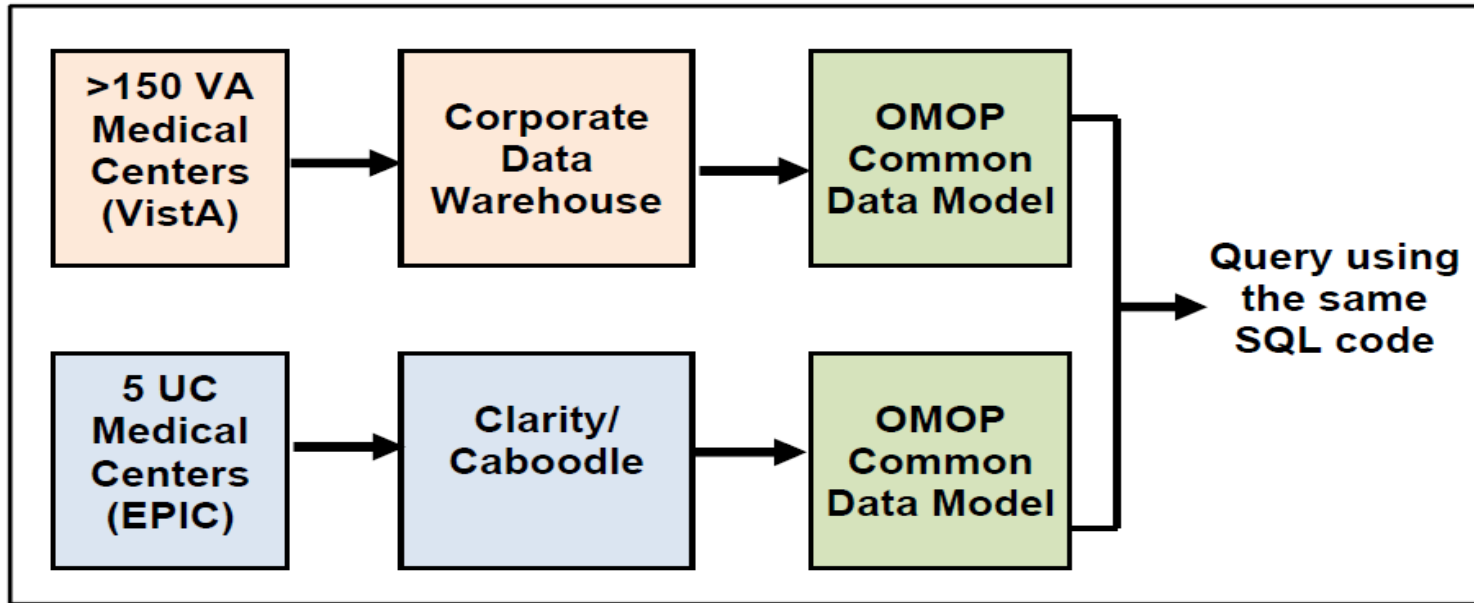 >150 VA
Medical
Centers
(VistA)
Corporate
Data
Warehouse
OMOP
Common
Data Model
5 UC
Medical
Centers
(EPIC)
Clarity/
Caboodle
OMOP
Common
Data Model
Query using
the same
SQL code